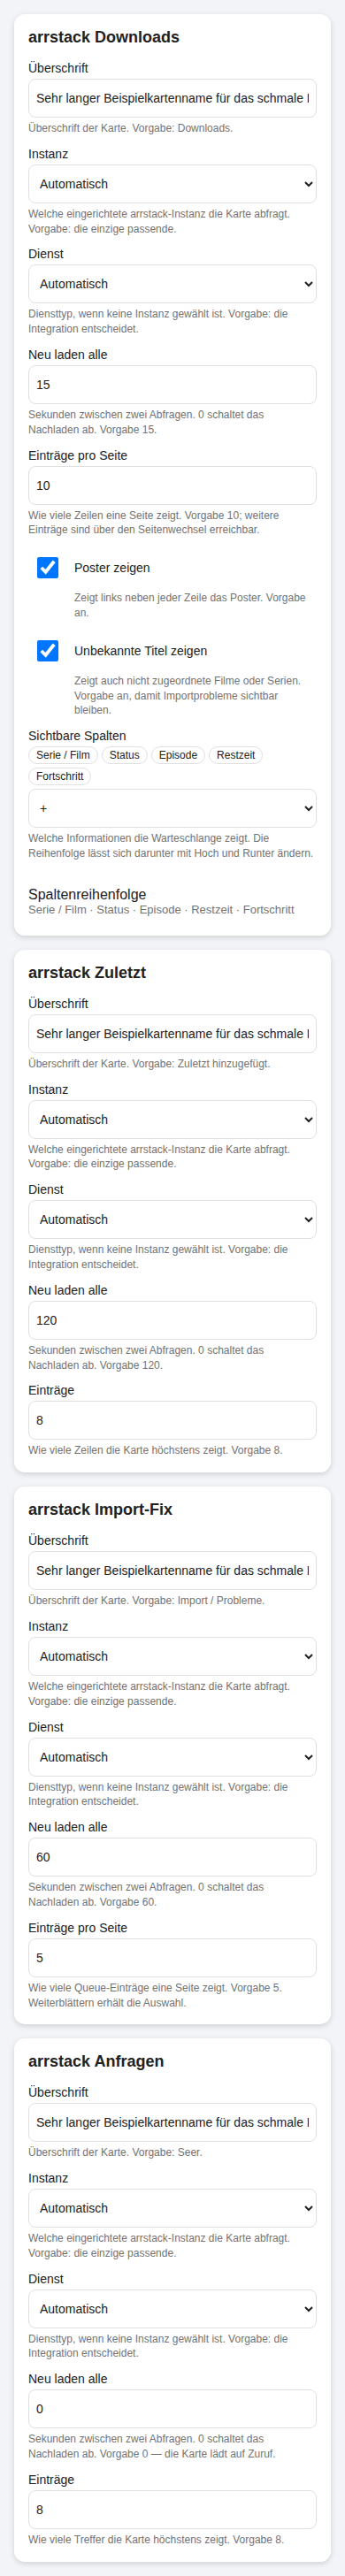 arrstack Downloads
Überschrift
Sehr langer Beispielkartenname für das schmale
Überschrift der Karte. Vorgabe: Downloads.
Instanz
Automatisch
Welche eingerichtete arrstack-Instanz die Karte abfragt.
Vorgabe: die einzige passende.
Dienst
Automatisch
Diensttyp, wenn keine Instanz gewählt ist. Vorgabe: die
Integration entscheidet.
Neu laden alle
15
Sekunden zwischen zwei Abfragen. 0 schaltet das
Nachladen ab. Vorgabe 15.
Einträge pro Seite
10
Wie viele Zeilen eine Seite zeigt. Vorgabe 10; weitere
Einträge sind über den Seitenwechsel erreichbar.
Poster zeigen
Zeigt links neben jeder Zeile das Poster. Vorgabe
an.
Unbekannte Titel zeigen
Zeigt auch nicht zugeordnete Filme oder Serien.
Vorgabe an, damit Importprobleme sichtbar
bleiben.
Sichtbare Spalten
Serie / Film Status Episode Restzeit
Fortschritt
+
Welche Informationen die Warteschlange zeigt. Die
Reihenfolge lässt sich darunter mit Hoch und Runter ändern.
Spaltenreihenfolge
Serie / Film · Status · Episode · Restzeit · Fortschritt
arrstack Zuletzt
Überschrift
Sehr langer Beispielkartenname für das schmale
Überschrift der Karte. Vorgabe: Zuletzt hinzugefügt.
Instanz
Automatisch
Welche eingerichtete arrstack-Instanz die Karte abfragt.
Vorgabe: die einzige passende.
Dienst
Automatisch
Diensttyp, wenn keine Instanz gewählt ist. Vorgabe: die
Integration entscheidet.
Neu laden alle
120
Sekunden zwischen zwei Abfragen. 0 schaltet das
Nachladen ab. Vorgabe 120.
Einträge
8
Wie viele Zeilen die Karte höchstens zeigt. Vorgabe 8.
arrstack Import-Fix
Überschrift
Sehr langer Beispielkartenname für das schmale
Überschrift der Karte. Vorgabe: Import / Probleme.
Instanz
Automatisch
Welche eingerichtete arrstack-Instanz die Karte abfragt.
Vorgabe: die einzige passende.
Dienst
Automatisch
Diensttyp, wenn keine Instanz gewählt ist. Vorgabe: die
Integration entscheidet.
Neu laden alle
60
Sekunden zwischen zwei Abfragen. 0 schaltet das
Nachladen ab. Vorgabe 60.
Einträge pro Seite
5
Wie viele Queue-Einträge eine Seite zeigt. Vorgabe 5.
Weiterblättern erhält die Auswahl.
arrstack Anfragen
Überschrift
Sehr langer Beispielkartenname für das schmale
Überschrift der Karte. Vorgabe: Seer.
Instanz
Automatisch
Welche eingerichtete arrstack-Instanz die Karte abfragt.
Vorgabe: die einzige passende.
Dienst
Automatisch
Diensttyp, wenn keine Instanz gewählt ist. Vorgabe: die
Integration entscheidet.
Neu laden alle
0
Sekunden zwischen zwei Abfragen. 0 schaltet das
Nachladen ab. Vorgabe 0 — die Karte lädt auf Zuruf.
Einträge
8
Wie viele Treffer die Karte höchstens zeigt. Vorgabe 8.